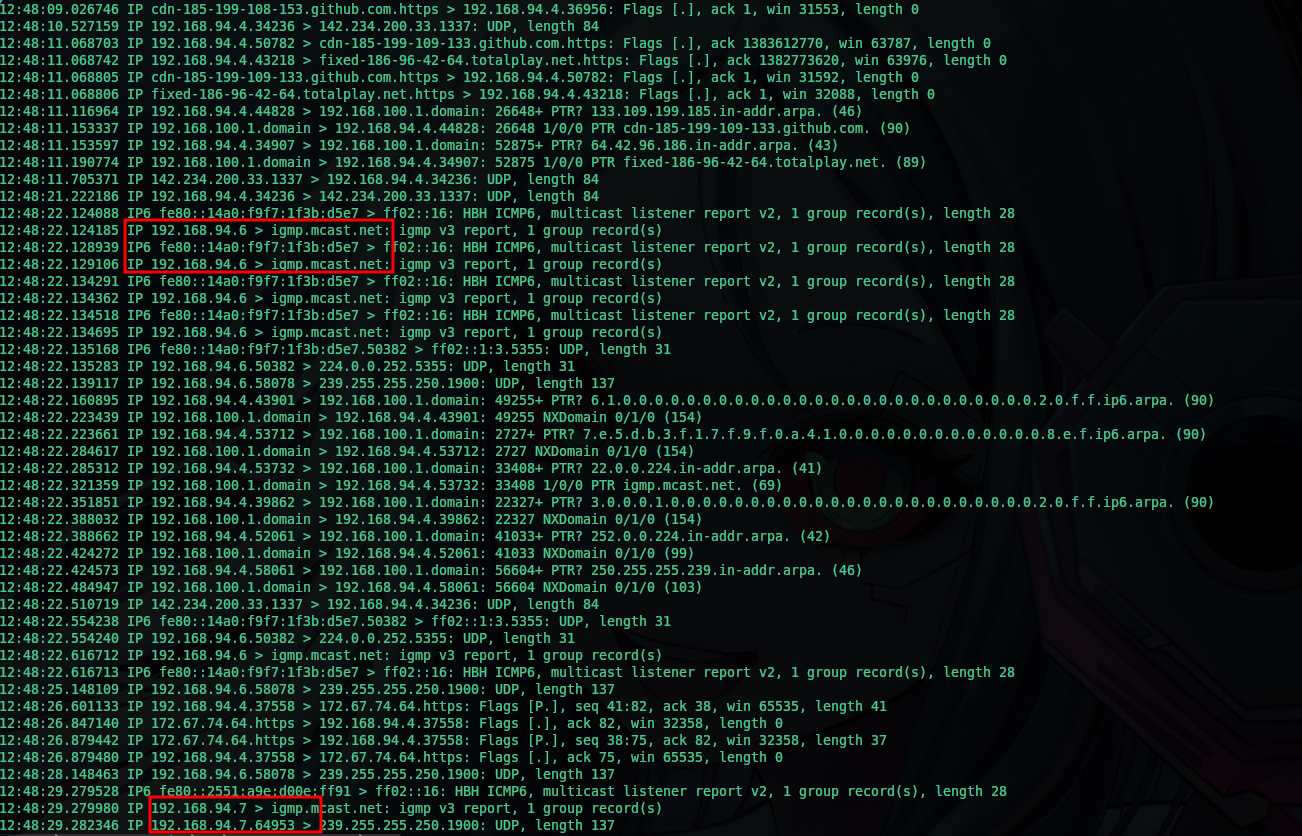 12:48:09.026746 IP cdn-185-199-108-153.github.com.https > 192.168.94.4.36956: Flags [.], ack 1, win 31553, length 0
12:48:10.527159 IP 192.168.94.4.34236 > 142.234.200.33.1337: UDP, length 84
12:48:11.068703 IP 192.168.94.4.50782 > cdn-185-199-109-133.github.com.https: Flags [.], ack 1383612770, win 63787, length 0
12:48:11.068742 IP 192.168.94.4.43218 > fixed-186-96-42-64.totalplay.net.https: Flags [.], ack 1382773620, win 63976, length 0
12:48:11.068805 IP cdn-185-199-109-133.github.com.https > 192.168.94.4.50782: Flags [.], ack 1, win 31592, length 0
12:48:11.068806 IP fixed-186-96-42-64.totalplay.net.https > 192.168.94.4.43218: Flags [.], ack 1, win 32088, length 0
12:48:11.116964 IP 192.168.94.4.44828 > 192.168.100.1.domain: 26648+ PTR? 133.109.199.185.in-addr.arpa. (46)
12:48:11.153337 IP 192.168.100.1.domain > 192.168.94.4.44828: 26648 1/0/0 PTR cdn-185-199-109-133.github.com. (90)
12:48:11.153597 IP 192.168.94.4.34907 > 192.168.100.1.domain: 52875+ PTR? 64.42.96.186.in-addr.arpa. (43)
12:48:11.190774 IP 192.168.100.1.domain > 192.168.94.4.34907: 52875 1/0/0 PTR fixed-186-96-42-64.totalplay.net. (89)
12:48:11.705371 IP 142.234.200.33.1337 > 192.168.94.4.34236: UDP, length 84
12:48:21.222186 IP 192.168.94.4.34236 > 142.234.200.33.1337: UDP, length 84
12:48:22.124088 IP6 fe80::14a0:f9f7:1f3b:d5e7 > ff02::16: HBH ICMP6, multicast listener report v2, 1 group record(s), length 28
12:48:22.124185 IP 192.168.94.6 > igmp.mcast.net: igmp v3 report, 1 group record(s)
12:48:22.128939 IP6 fe80::14a0:f9f7:1f3b:d5e7 > ff02::16: HBH ICMP6, multicast listener report v2, 1 group record(s), length 28
12:48:22.129106 IP 192.168.94.6 > igmp.mcast.net: igmp v3 report, 1 group record(s)
12:48:22.134291 IP6 fe80::14a0:f9f7:1f3b:d5e7 > ff02::16: HBH ICMP6, multicast listener report v2, 1 group record(s), length 28
12:48:22.134362 IP 192.168.94.6 > igmp.mcast.net: igmp v3 report, 1 group record(s)
12:48:22.134518 IP6 fe80::14a0:f9f7:1f3b:d5e7 > ff02::16: HBH ICMP6, multicast listener report v2, 1 group record(s), length 28
12:48:22.134695 IP 192.168.94.6 > igmp.mcast.net: igmp v3 report, 1 group record(s)
12:48:22.135168 IP6 fe80::14a0:f9f7:1f3b:d5e7.50382 > ff02::1:3.5355: UDP, length 31
12:48:22.135283 IP 192.168.94.6.50382 > 224.0.0.252.5355: UDP, length 31
12:48:22.139117 IP 192.168.94.6.58078 > 239.255.255.250.1900: UDP, length 137
12:48:22.160895 IP 192.168.94.4.43901 > 192.168.100.1.domain: 49255+ PTR? 6.1.0.0.0.0.0.0.0.0.0.0.0.0.0.0.0.0.0.0.0.0.0.0.0.0.0.0.2.0.f.f.ip6.arpa. (90)
12:48:22.223439 IP 192.168.100.1.domain > 192.168.94.4.43901: 49255 NXDomain 0/1/0 (154)
12:48:22.223661 IP 192.168.94.4.53712 > 192.168.100.1.domain: 2727+ PTR? 7.e.5.d.b.3.f.1.7.f.9.f.0.a.4.1.0.0.0.0.0.0.0.0.0.0.0.0.0.8.e.f.ip6.arpa. (90)
12:48:22.284617 IP 192.168.100.1.domain > 192.168.94.4.53712: 2727 NXDomain 0/1/0 (154)
12:48:22.285312 IP 192.168.94.4.53732 > 192.168.100.1.domain: 33408+ PTR? 22.0.0.224.in-addr.arpa. (41)
12:48:22.321359 IP 192.168.100.1.domain > 192.168.94.4.53732: 33408 1/0/0 PTR igmp.mcast.net. (69)
12:48:22.351851 IP 192.168.94.4.39862 > 192.168.100.1.domain: 22327+ PTR? 3.0.0.0.1.0.0.0.0.0.0.0.0.0.0.0.0.0.0.0.0.0.0.0.0.0.0.0.2.0.f.f.ip6.arpa. (90)
12:48:22.388032 IP 192.168.100.1.domain > 192.168.94.4.39862: 22327 NXDomain 0/1/0 (154)
12:48:22.388662 IP 192.168.94.4.52061 > 192.168.100.1.domain: 41033+ PTR? 252.0.0.224.in-addr.arpa. (42)
12:48:22.424272 IP 192.168.100.1.domain > 192.168.94.4.52061: 41033 NXDomain 0/1/0 (99)
12:48:22.424573 IP 192.168.94.4.58061 > 192.168.100.1.domain: 56604+ PTR? 250.255.255.239.in-addr.arpa. (46)
12:48:22.484947 IP 192.168.100.1.domain > 192.168.94.4.58061: 56604 NXDomain 0/1/0 (103)
12:48:22.510719 IP 142.234.200.33.1337 > 192.168.94.4.34236: UDP, length 84
12:48:22.554238 IP6 fe80::14a0:f9f7:1f3b:d5e7.50382 > ff02::1:3.5355: UDP, length 31
12:48:22.554240 IP 192.168.94.6.50382 > 224.0.0.252.5355: UDP, length 31
12:48:22.616712 IP 192.168.94.6 > igmp.mcast.net: igmp v3 report, 1 group record(s)
12:48:22.616713 IP6 fe80::14a0:f9f7:1f3b:d5e7 > ff02::16: HBH ICMP6, multicast listener report v2, 1 group record(s), length 28
12:48:25.148109 IP 192.168.94.6.58078 > 239.255.255.250.1900: UDP, length 137
12:48:26.601133 IP 192.168.94.4.37558 > 172.67.74.64.https: Flags [P.], seq 41:82, ack 38, win 65535, length 41
12:48:26.847140 IP 172.67.74.64.https > 192.168.94.4.37558: Flags [.], ack 82, win 32358, length 0
12:48:26.879442 IP 172.67.74.64.https > 192.168.94.4.37558: Flags [P.], seq 38:75, ack 82, win 32358, length 37
12:48:26.879480 IP 192.168.94.4.37558 > 172.67.74.64.https: Flags [.], ack 75, win 65535, length 0
12:48:28.148463 IP 192.168.94.6.58078 > 239.255.255.250.1900: UDP, length 137
12:48:29.279528 IP6 fe80::2551:a9e:d00e:ff91 > ff02::16: HBH ICMP6, multicast listener report v2, 1 group record(s), length 28
12:48:29.279980 IP 192.168.94.7 > igmp.mcast.net: igmp v3 report, 1 group record(s)
12:48:29.282346 IP 192.168.94.7.64953 > 239.255.255.250.1900: UDP, length 137